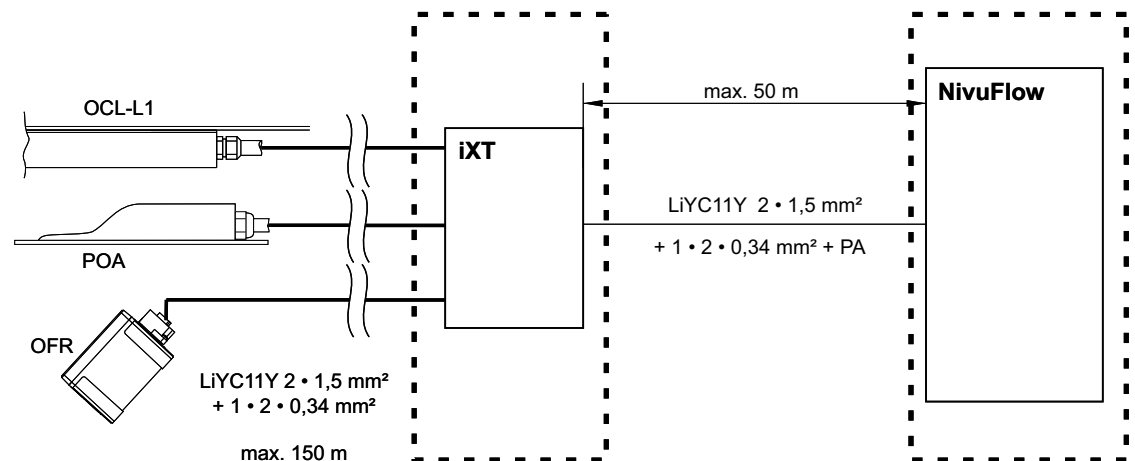 OCL-L1
iXT
max. 50 m
NivuFlow
LiYC11Y 2 • 1,5 mm²
+ 1 • 2 • 0,34 mm² + PA
POA
OFR
LiYC11Y 2 • 1,5 mm²
+ 1 • 2 • 0,34 mm²
max. 150 m